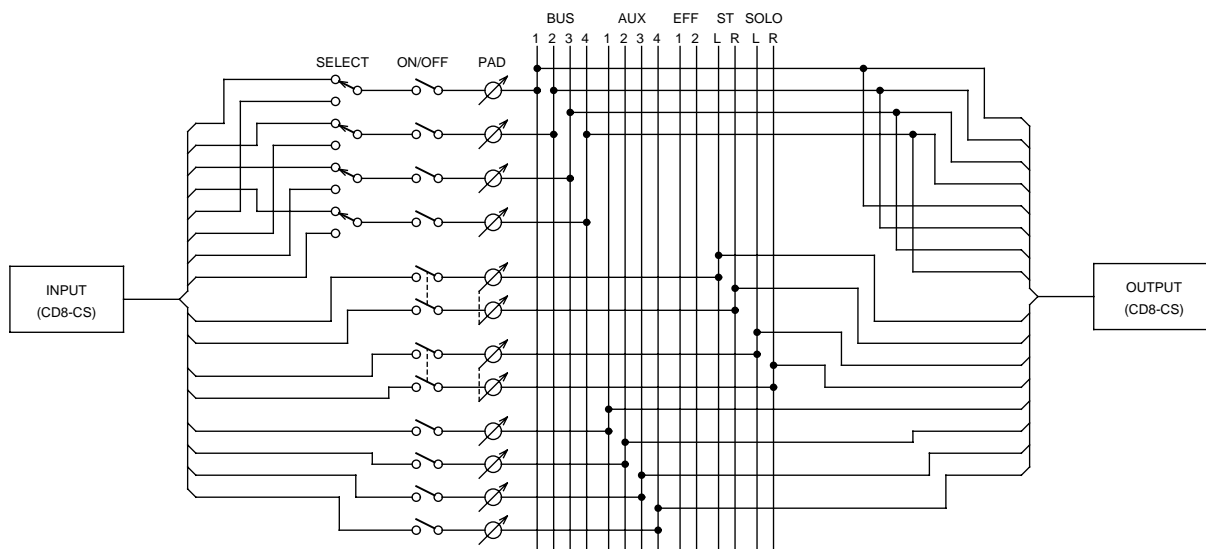 BUS AUX EFF ST SOLO
1 2 3 4 1 2 3 4 1 2 L R L R
SELECT ON/OFF PAD
INPUT
(CD8-CS)
OUTPUT
(CD8-CS)